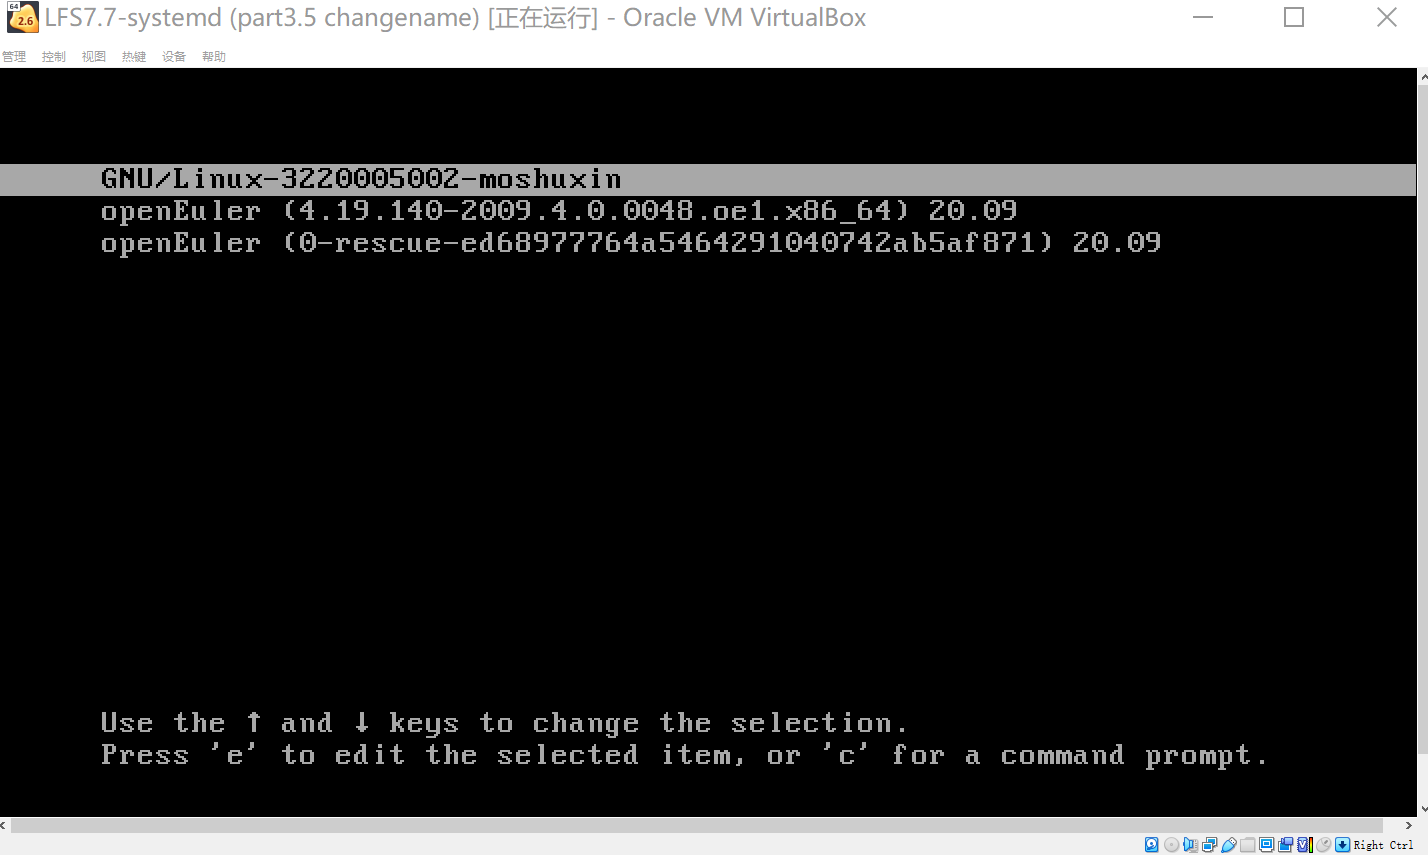 64
2.6
LFS7.7-systemd (part3.5 changename) [正在运行] - Oracle VM VirtualBox
管理 控制 视图 热键 设备 帮助
GNU/Linux-3220005002-moshuxin
openEuler (4.19.140-2009.4.0.0048.oe1.x86_64) 20.09
openEuler (0-rescue-ed68977764a5464291040742ab5af871) 20.09
Use the ↑ and ↓ keys to change the selection.
Press 'e' to edit the selected item, or 'c' for a command prompt.
Right Ctrl